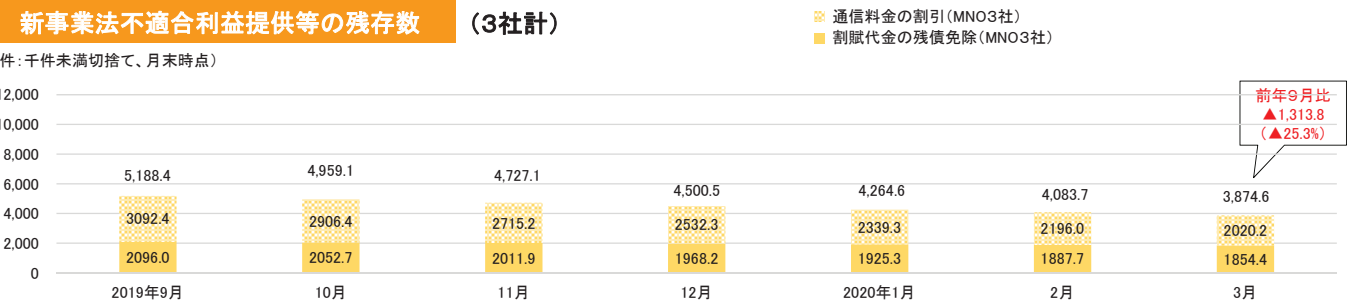 新事業法不適合利益提供等の残存数 （３社計）
通信料金の割引（MNO３社）
割賦代金の残債免除（MNO３社）
件：千件未満切捨て、月末時点）
前年９月比
▲1,313.8
（▲25.3%）
12,000
10,000
8,000
6,000
4,000
2,000
0
5,188.4 4,959.1 4,727.1 4,500.5 4,264.6 4,083.7 3,874.6
3092.4 2906.4 2715.2 2532.3 2339.3 2196.0 2020.2
2096.0 2052.7 2011.9 1968.2 1925.3 1887.7 1854.4
2019年9月 10月 11月 12月 2020年1月 2月 3月